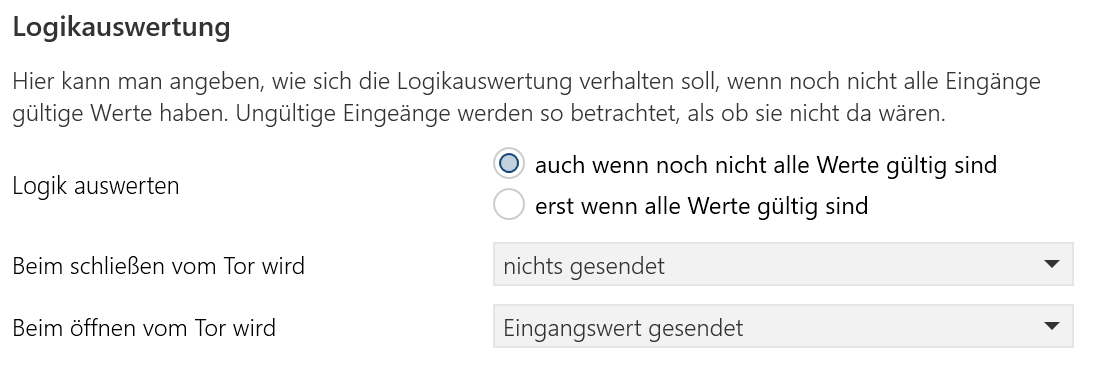 Logikauswertung
Hier kann man angeben, wie sich die Logikauswertung verhalten soll, wenn noch nicht alle Eingänge
gültige Werte haben. Ungültige Eingeänge werden so betrachtet, als ob sie nicht da wären.
Logik auswerten
auch wenn noch nicht alle Werte gültig sind
erst wenn alle Werte gültig sind
Beim schließen vom Tor wird
nichts gesendet
Beim öffnen vom Tor wird
Eingangswert gesendet